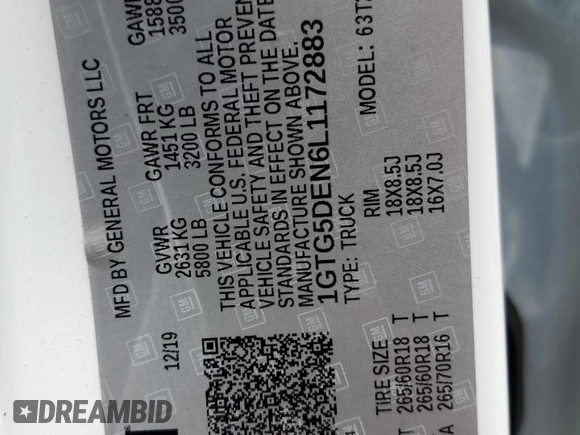 MFD BY GENERAL MOTORS LLC
12/19
GVWR
2631 KG
5800 LB
GAWR FRT
1451 KG
3200 LB
GAWR
THIS VEHICLE CONFORMS TO ALL
APPLICABLE U.S. FEDERAL MOTOR
VEHICLE SAFETY AND THEFT PREVEN
STANDARDS IN EFFECT ON THE DATE
MANUFACTURE SHOWN ABOVE.
1GTG5DEN6L1172883
TYPE: TRUCK
MODEL: 63T
TIRE SIZE
RIM
265/60R18 T
18X8.5J
265/60R18 T
18X8.5J
265/70R16 T
16X7.0J
GM
DREAMBID